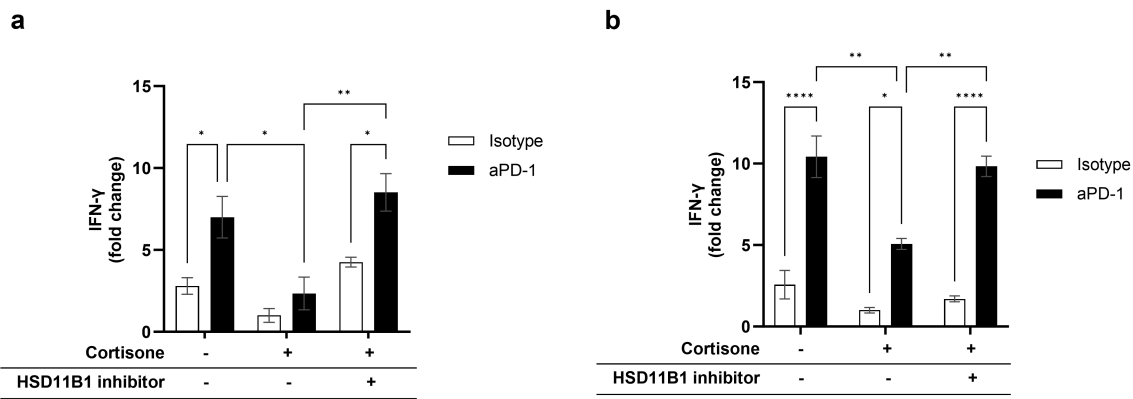 a
15
10
5
0
IFN-γ
(fold change)
**
* * *
Isotype
aPD-1
Cortisone - + +
HSD11B1 inhibitor - - +
b
15
10
5
0
IFN-γ
(fold change)
** **
**** * ****
Isotype
aPD-1
Cortisone - + +
HSD11B1 inhibitor - - +